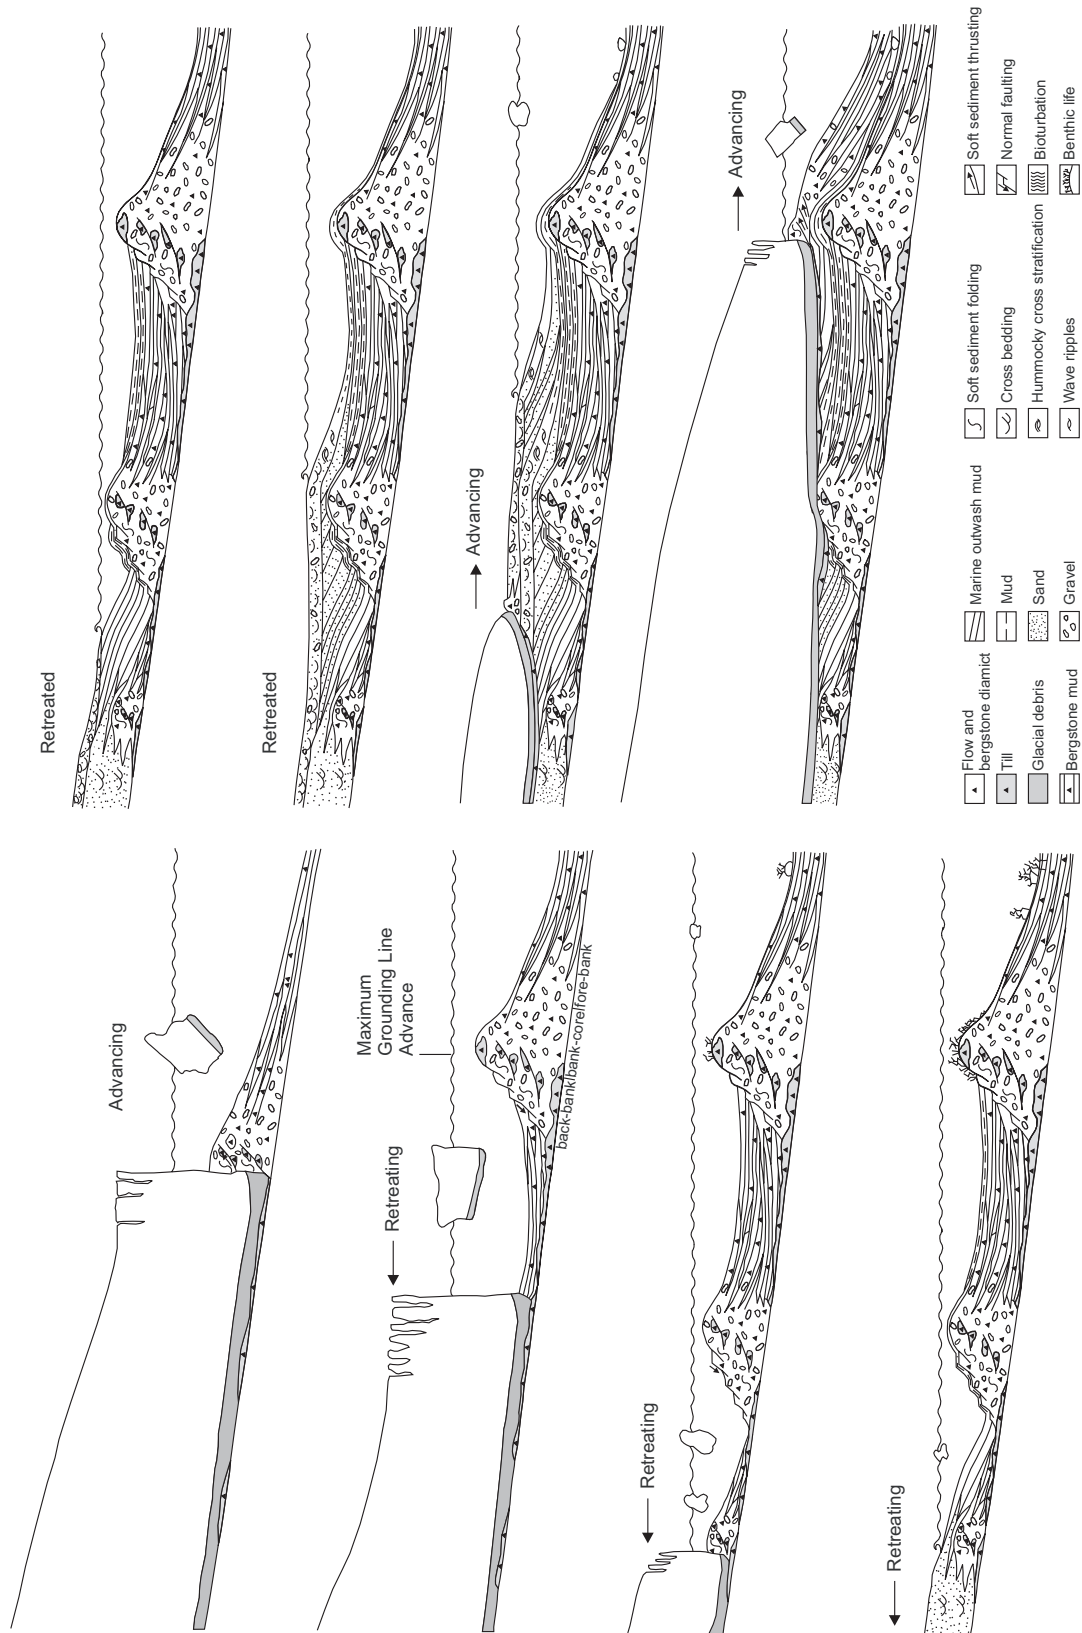 Advancing
Maximum
Grounding Line
Advance
Retreating
back-bank/bank-core/fore-bank
Retreating
Retreating
Retreated
Retreated
Advancing
Advancing
Flow and
bergstone diamict
Till
Glacial debris
Bergstone mud
Marine outwash mud
Mud
Sand
Gravel
Soft sediment folding
Cross bedding
Hummocky cross stratification
Wave ripples
Soft sediment thrusting
Normal faulting
Bioturbation
Benthic life